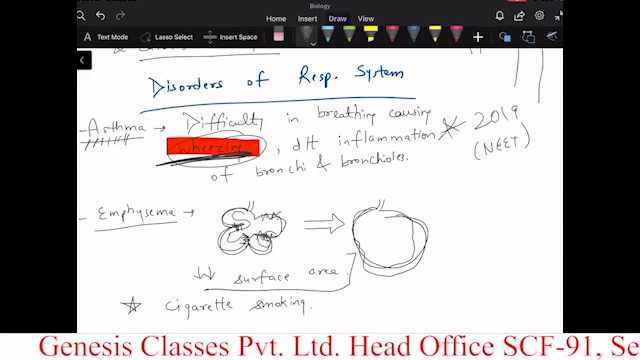 Biology
Home Insert Draw View
Lasso Select Insert Space
Disorders of Resp. System
- Asthma → Difficulty in breathing causing
wheezing, d/t inflammation 2019
of bronchi & bronchioles. (NEET)
- Emphysema →
surface area
Cigarette smoking.
Genesis Classes Pvt. Ltd. Head Office SCF-91, Se